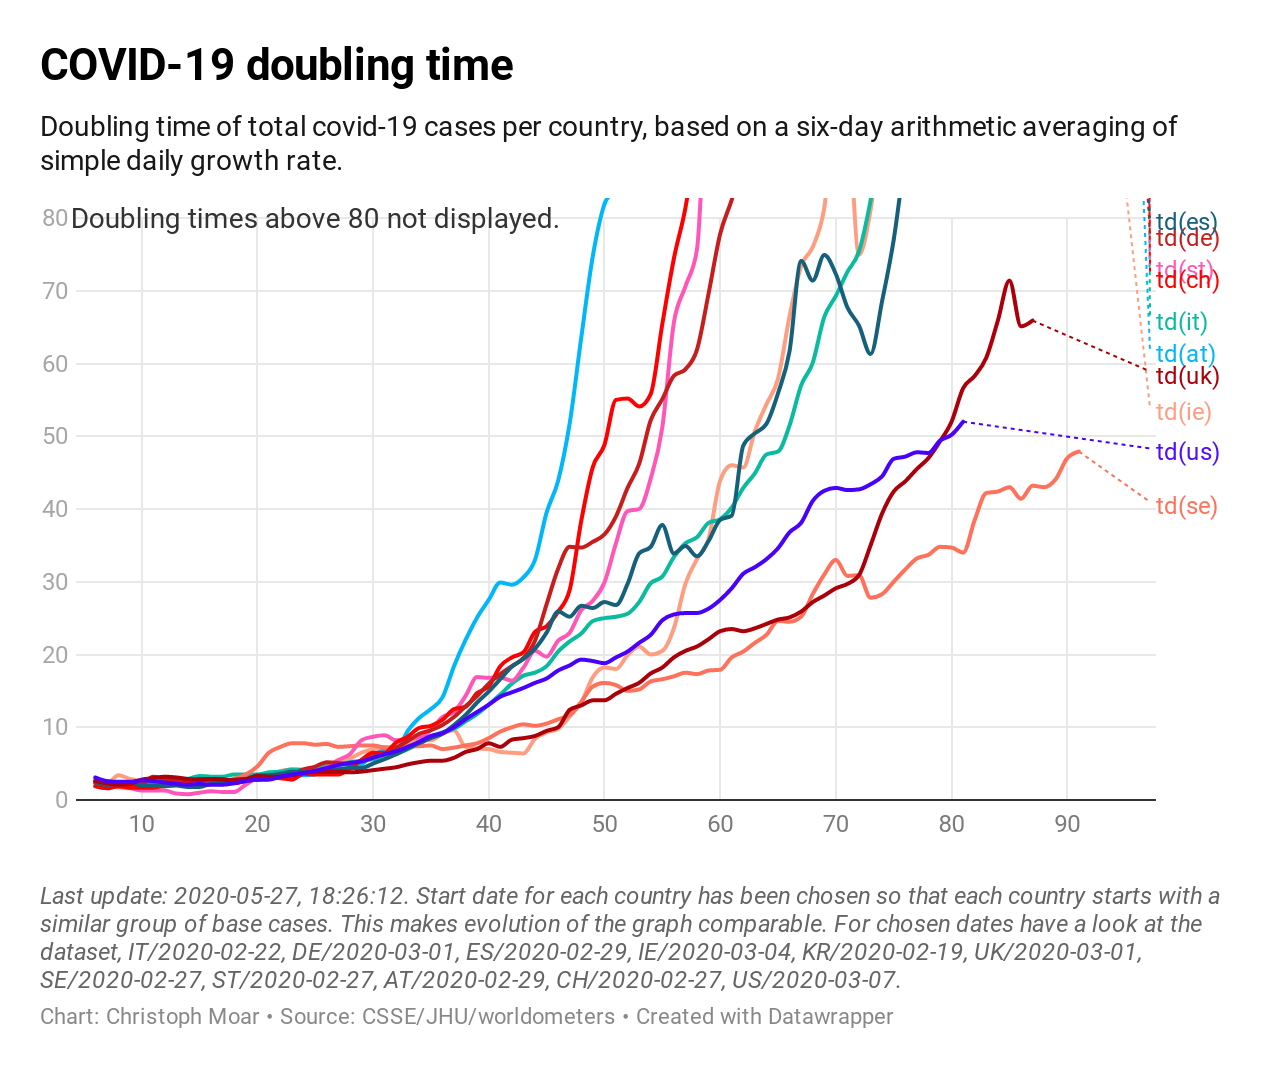 COVID-19 doubling time
Doubling time of total covid-19 cases per country, based on a six-day arithmetic averaging of
simple daily growth rate.
80 Doubling times above 80 not displayed.
70
60
50
40
30
20
10
0
td(es)
td(de)
td(st)
td(ch)
td(it)
td(at)
td(uk)
td(ie)
td(us)
td(se)
10 20 30 40 50 60 70 80 90
Last update: 2020-05-27, 18:26:12. Start date for each country has been chosen so that each country starts with a
similar group of base cases. This makes evolution of the graph comparable. For chosen dates have a look at the
dataset, IT/2020-02-22, DE/2020-03-01, ES/2020-02-29, IE/2020-03-04, KR/2020-02-19, UK/2020-03-01,
SE/2020-02-27, ST/2020-02-27, AT/2020-02-29, CH/2020-02-27, US/2020-03-07.
Chart: Christoph Moar • Source: CSSE/JHU/worldometers • Created with Datawrapper